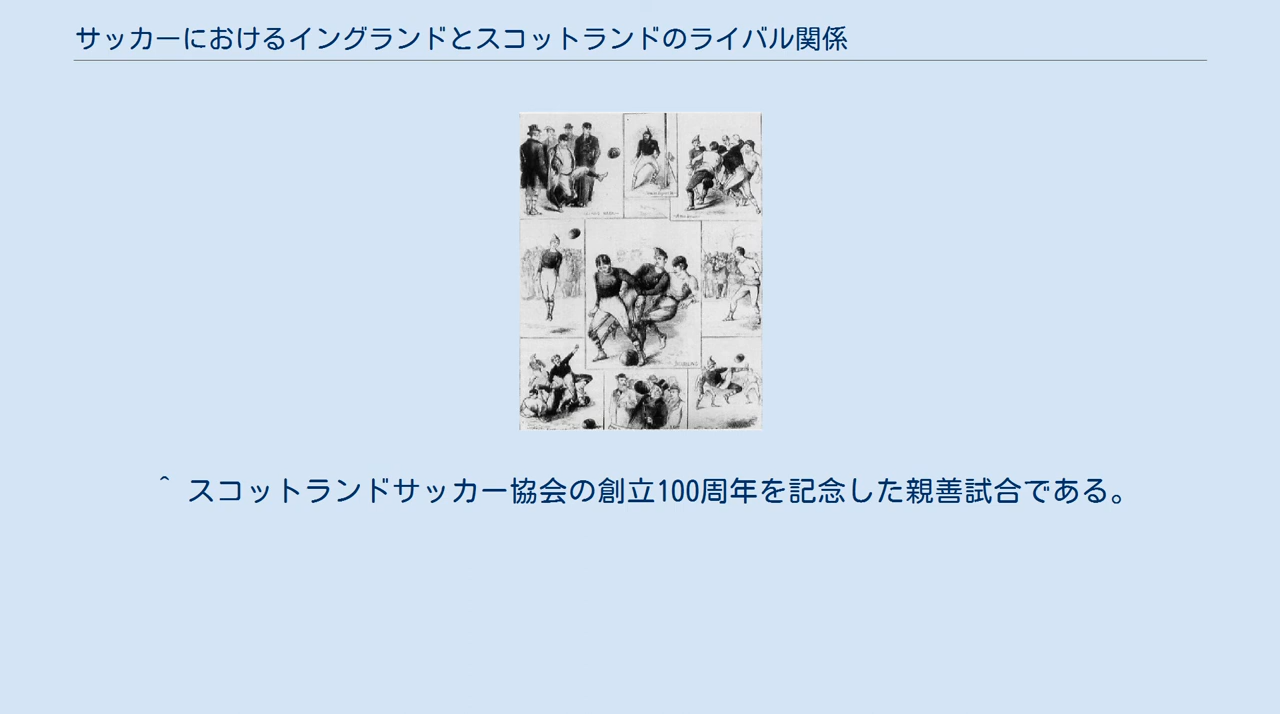 サッカーにおけるイングランドとスコットランドのライバル関係
^ スコットランドサッカー協会の創立100周年を記念した親善試合である。